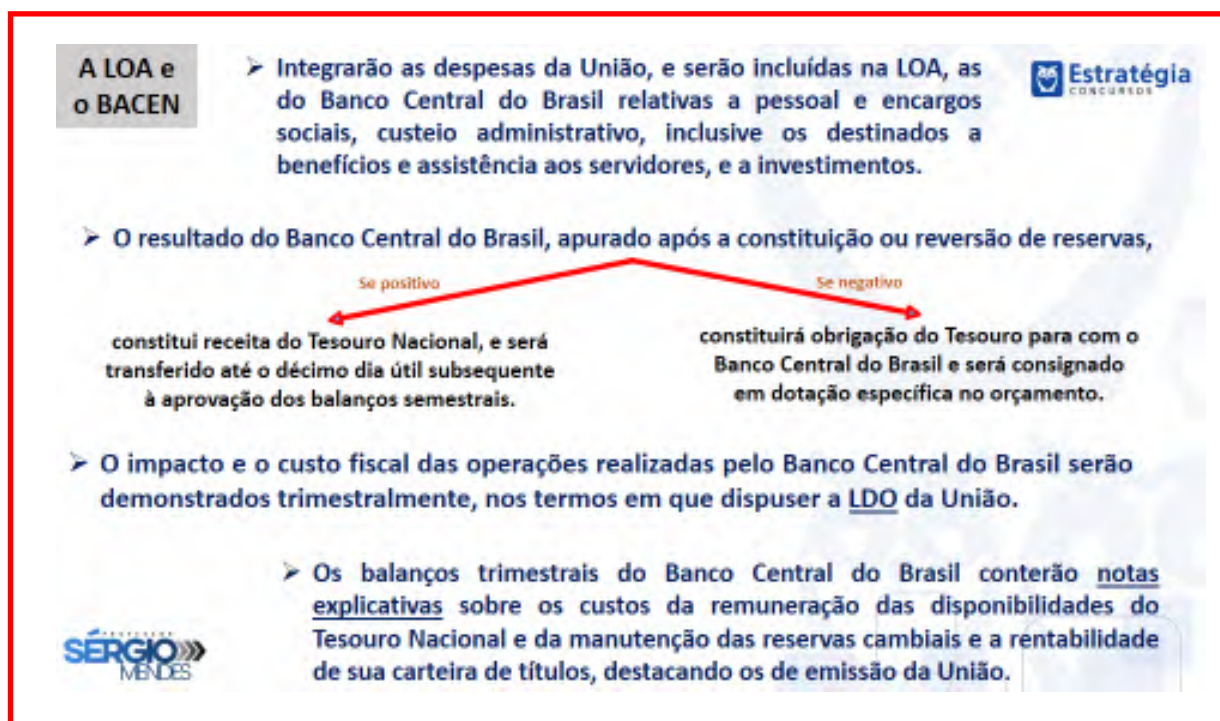 A LOA e
o BACEN
➢ Integrarão as despesas da União, e serão incluídas na LOA, as
do Banco Central do Brasil relativas a pessoal e encargos
sociais, custeio administrativo, inclusive os destinados a
benefícios e assistência aos servidores, e a investimentos.
Estratégia
CONCURSOS
➢ O resultado do Banco Central do Brasil, apurado após a constituição ou reversão de reservas,
Se positivo
Se negativo
constitui receita do Tesouro Nacional, e será
transferido até o décimo dia útil subsequente
à aprovação dos balanços semestrais.
constituirá obrigação do Tesouro para com o
Banco Central do Brasil e será consignado
em dotação específica no orçamento.
➢ O impacto e o custo fiscal das operações realizadas pelo Banco Central do Brasil serão
demonstrados trimestralmente, nos termos em que dispuser a LDO da União.
➢ Os balanços trimestrais do Banco Central do Brasil conterão notas
explicativas sobre os custos da remuneração das disponibilidades do
Tesouro Nacional e da manutenção das reservas cambiais e a rentabilidade
de sua carteira de títulos, destacando os de emissão da União.
PROFESSOR
SÉRGIO
MENDES